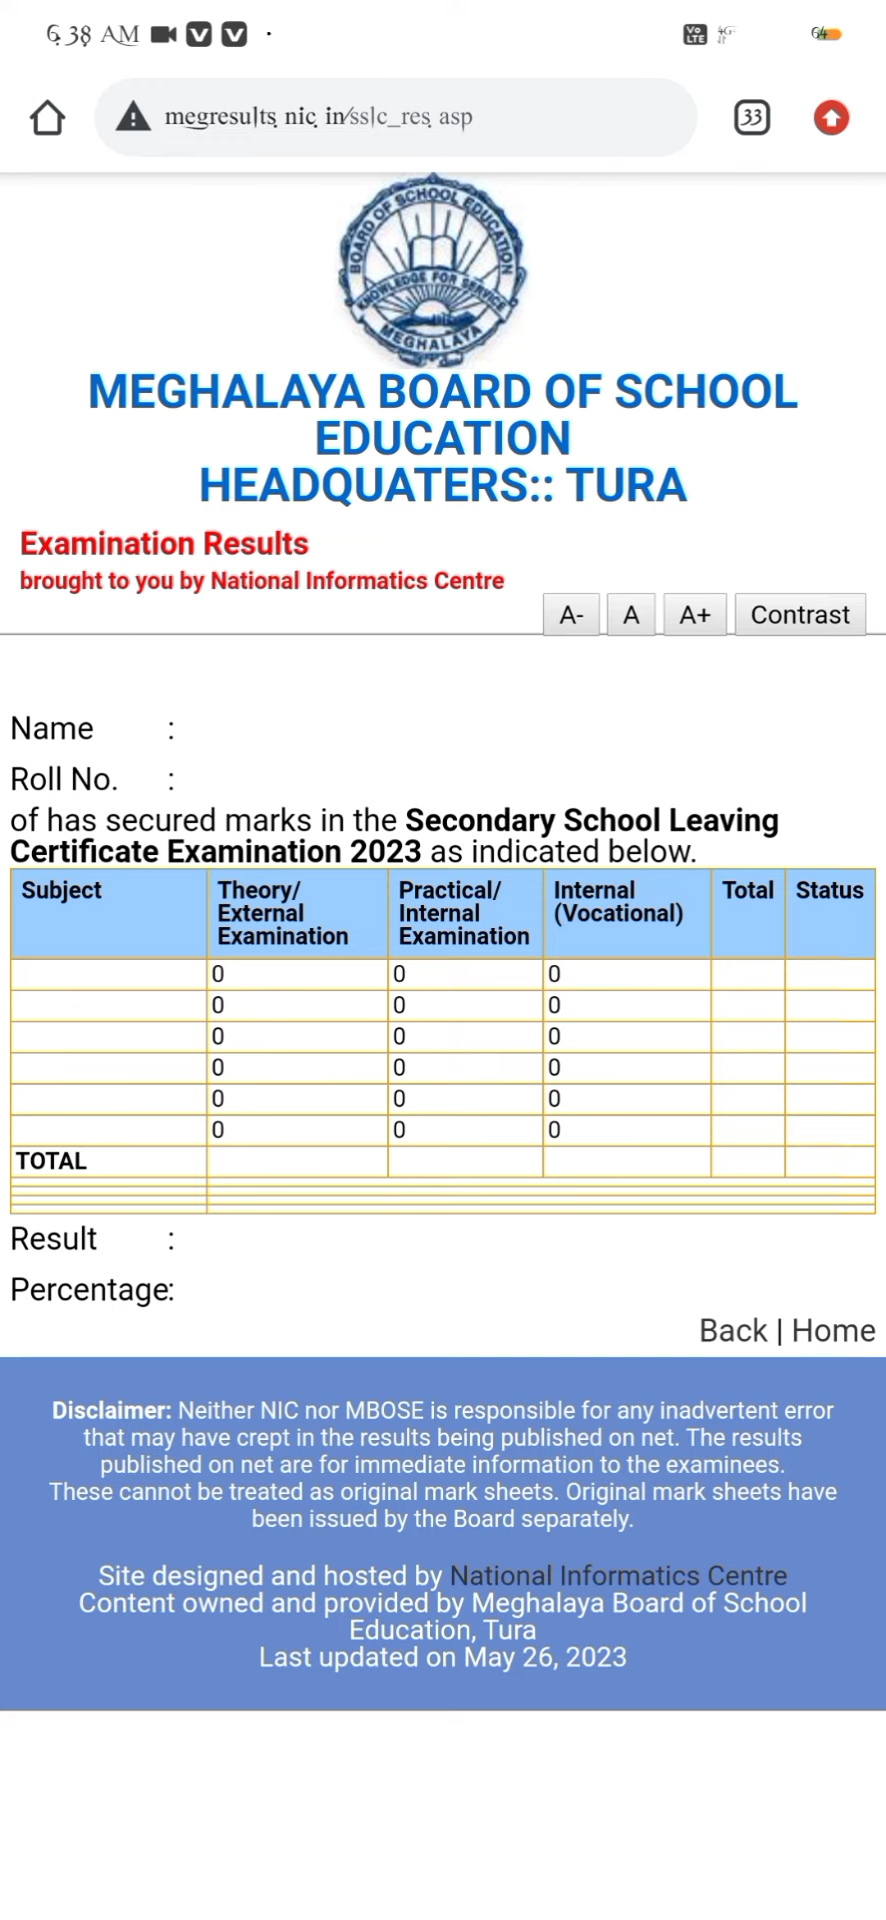 6:38 AM
Vo LTE 4G 64
megresults.nic.in/sslc_res.asp
33
BOARD OF SCHOOL EDUCATION
KNOWLEDGE FOR SERVICE
MEGHALAYA
MEGHALAYA BOARD OF SCHOOL
EDUCATION
HEADQUATERS:: TURA
Examination Results
brought to you by National Informatics Centre
A- A A+ Contrast
Name :
Roll No. :
of has secured marks in the Secondary School Leaving
Certificate Examination 2023 as indicated below.
Subject Theory/ Practical/ Internal Total Status
External Internal (Vocational)
Examination Examination
0 0 0
0 0 0
0 0 0
0 0 0
0 0 0
0 0 0
TOTAL
Result :
Percentage:
Back | Home
Disclaimer: Neither NIC nor MBOSE is responsible for any inadvertent error
that may have crept in the results being published on net. The results
published on net are for immediate information to the examinees.
These cannot be treated as original mark sheets. Original mark sheets have
been issued by the Board separately.
Site designed and hosted by National Informatics Centre
Content owned and provided by Meghalaya Board of School
Education, Tura
Last updated on May 26, 2023